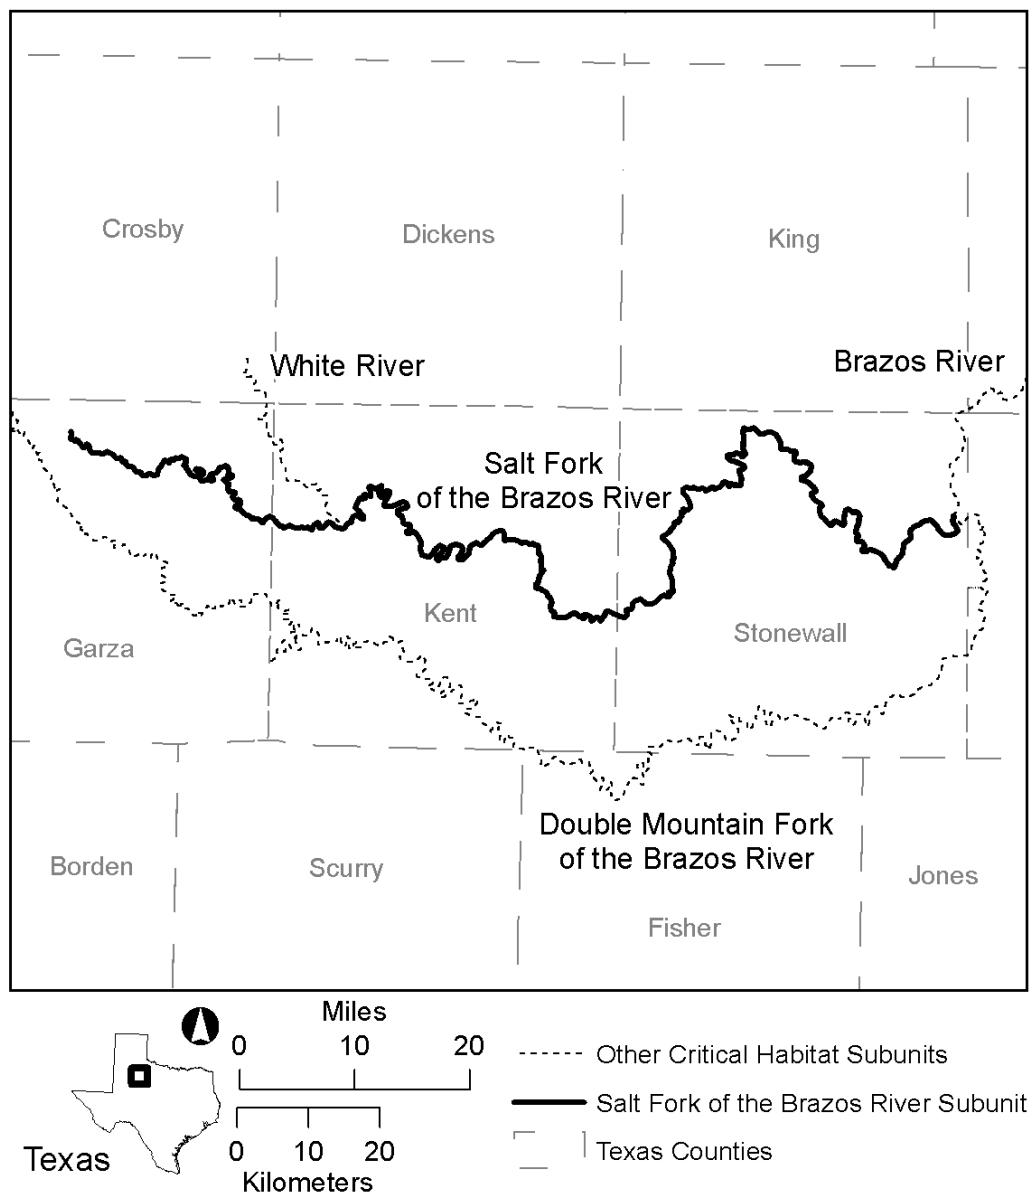 Crosby
Dickens
King
White River
Brazos River
Salt Fork
of the Brazos River
Kent
Garza
Stonewall
Double Mountain Fork
of the Brazos River
Borden
Scurry
Jones
Fisher
Miles
0 10 20
0 10 20
Kilometers
Texas
Other Critical Habitat Subunits
Salt Fork of the Brazos River Subunit
Texas Counties